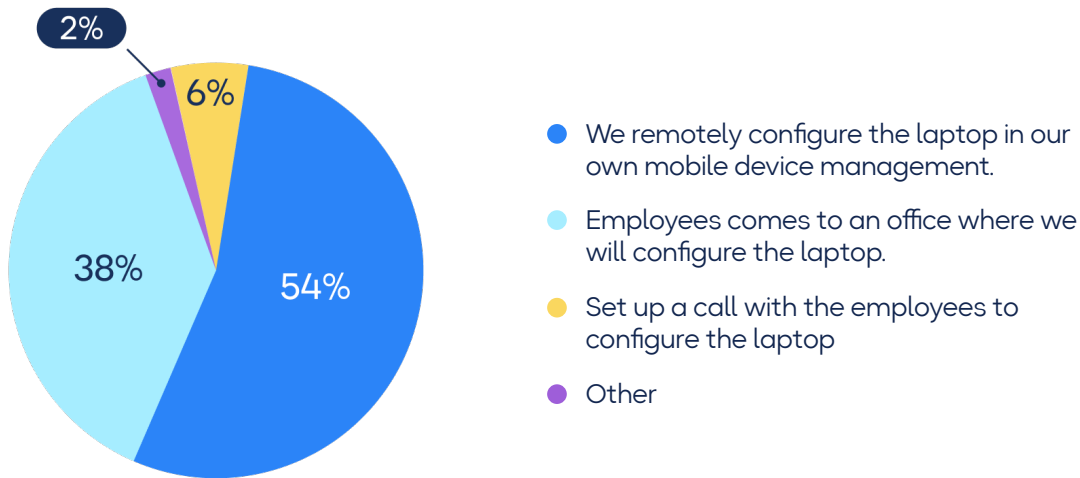 2%
6%
38%
54%
We remotely configure the laptop in our
own mobile device management.
Employees comes to an office where we
will configure the laptop.
Set up a call with the employees to
configure the laptop
Other